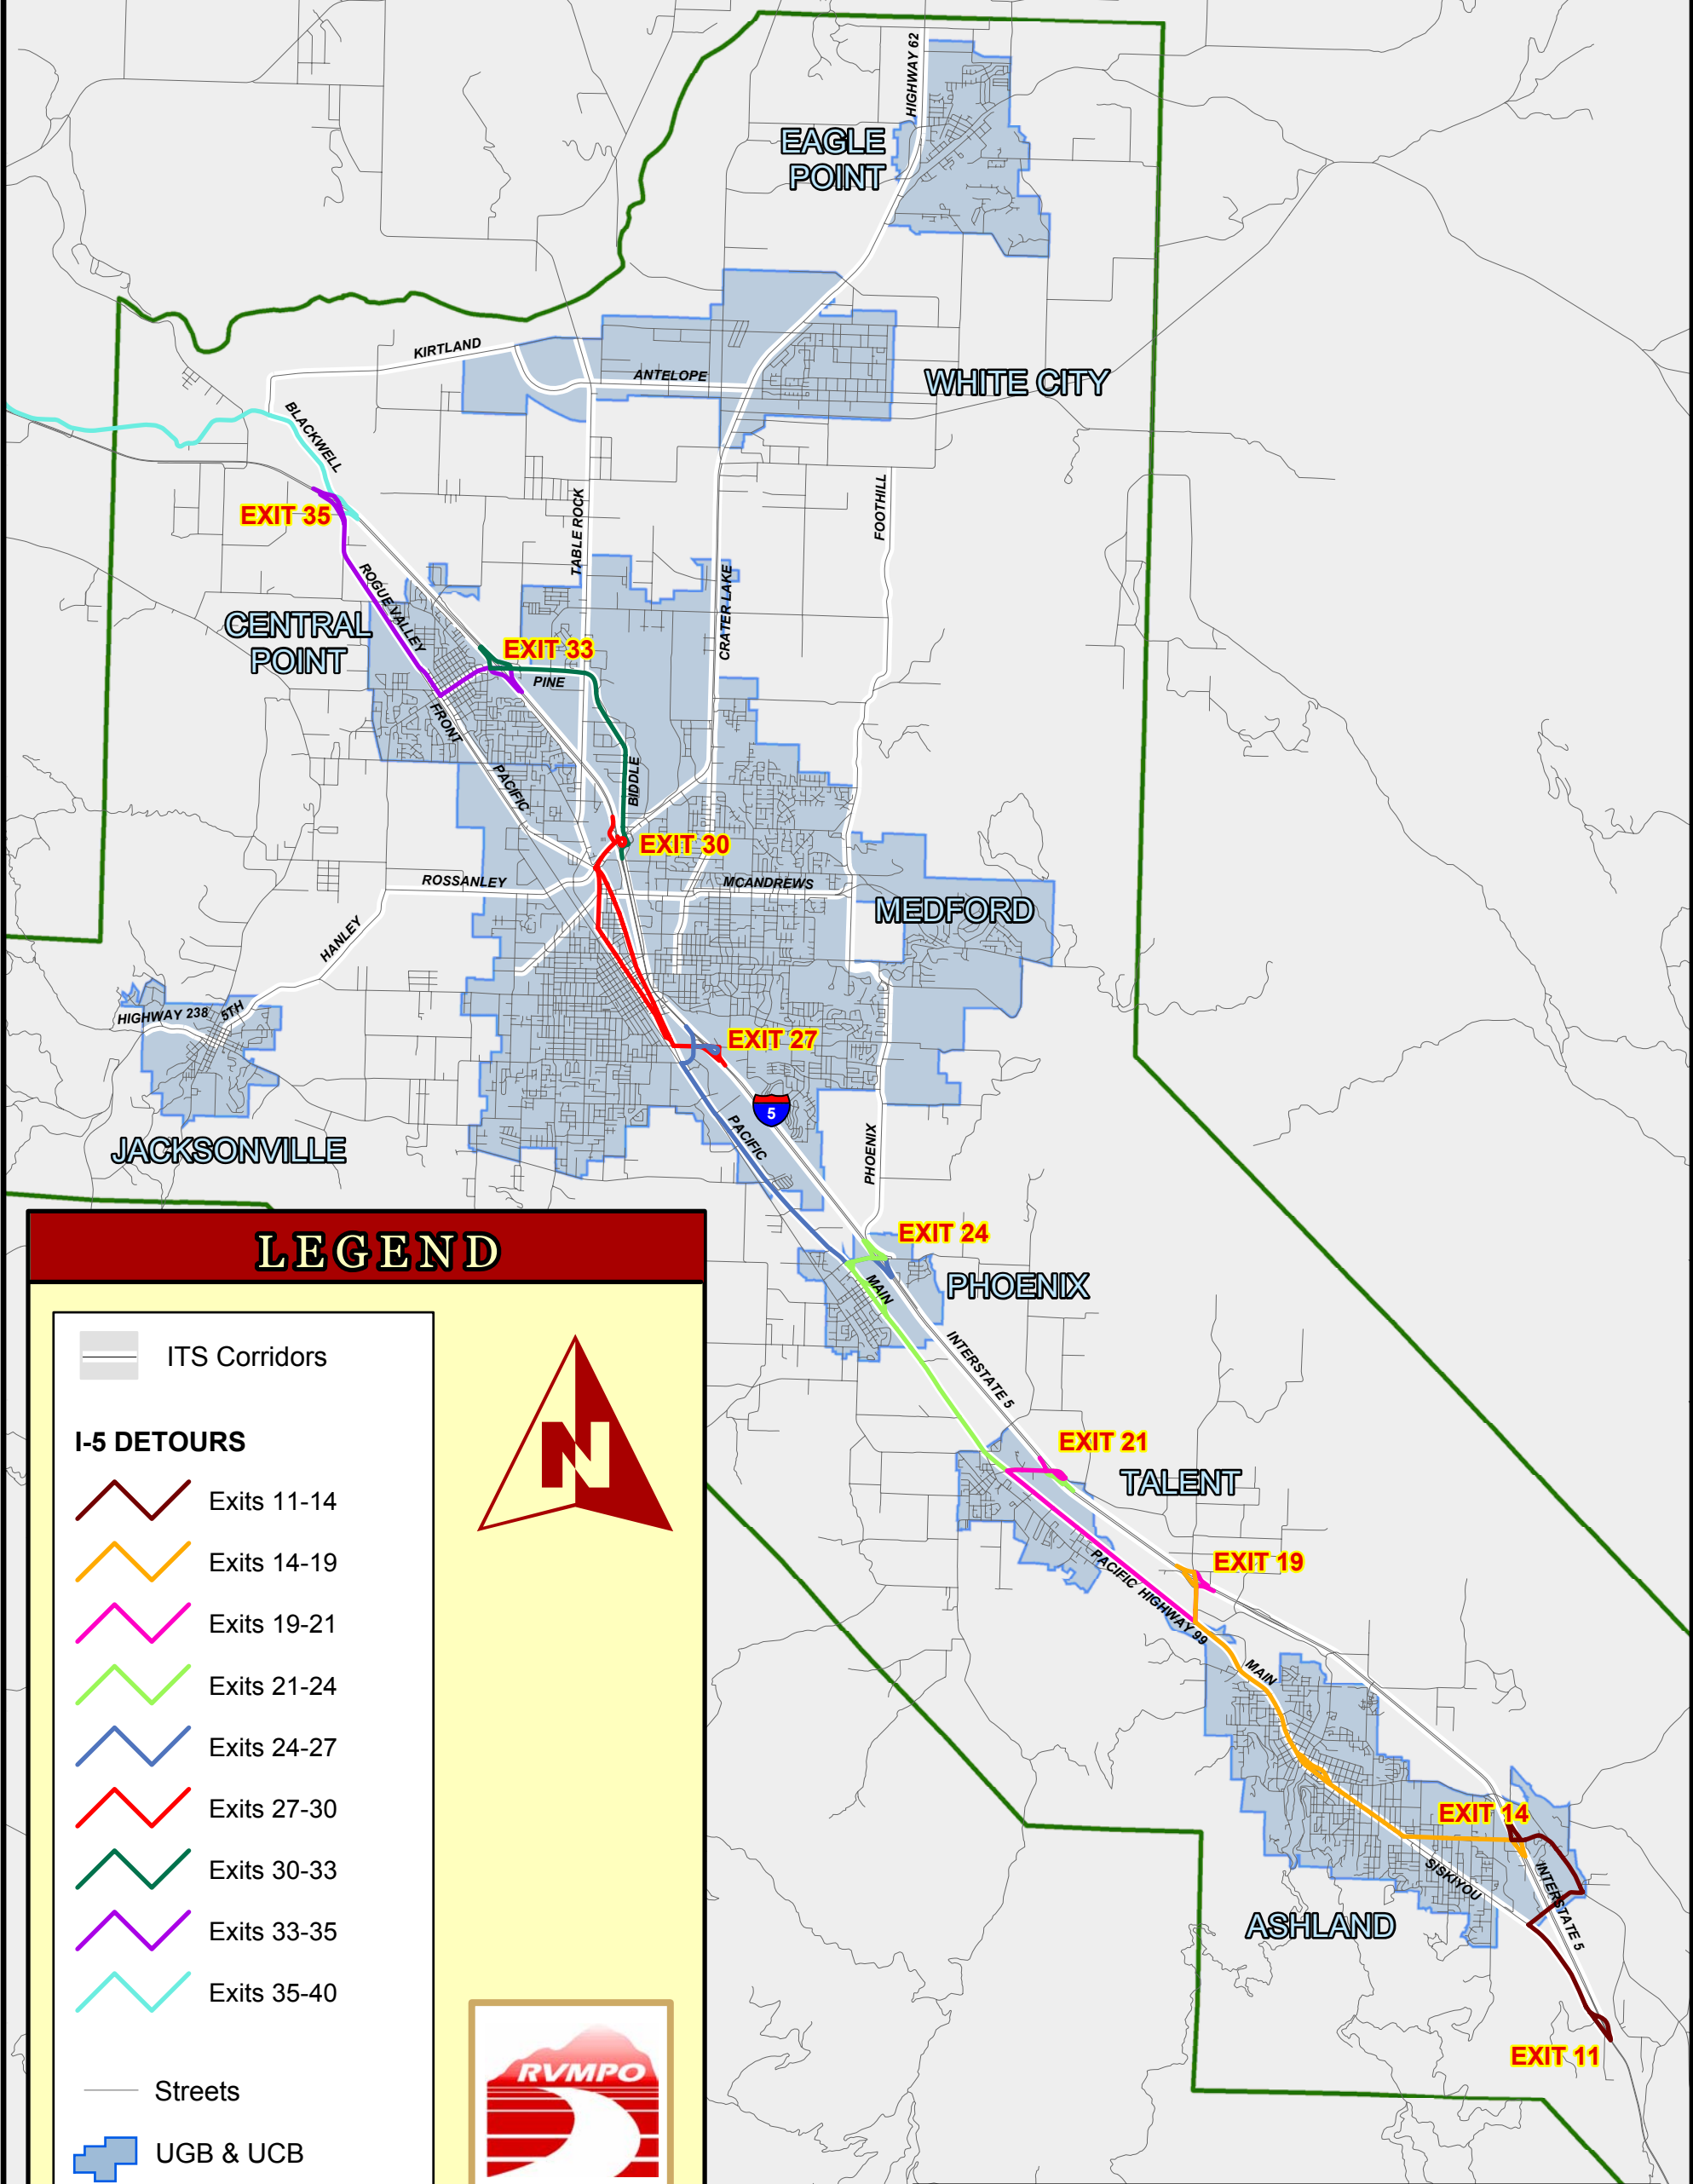 HIGHWAY 62
EAGLE
POINT
KIRTLAND
ANTELOPE
WHITE CITY
BLACKWELL
EXIT 35
TABLE ROCK
FOOTHILL
ROGUE VALLEY
CRATER LAKE
CENTRAL
POINT
EXIT 33
PINE
FRONT
PACIFIC
BIDDLE
EXIT 30
ROSSANLEY
MCANDREWS
MEDFORD
HANLEY
HIGHWAY 238
5TH
EXIT 27
5
JACKSONVILLE
PACIFIC
PHOENIX
EXIT 24
MAIN
PHOENIX
INTERSTATE 5
EXIT 21
TALENT
EXIT 19
PACIFIC HIGHWAY 99
MAIN
EXIT 14
SISKIYOU
INTERSTATE 5
ASHLAND
EXIT 11
LEGEND
ITS Corridors
N
I-5 DETOURS
Exits 11-14
Exits 14-19
Exits 19-21
Exits 21-24
Exits 24-27
Exits 27-30
Exits 30-33
Exits 33-35
Exits 35-40
Streets
UGB & UCB
RVMPO